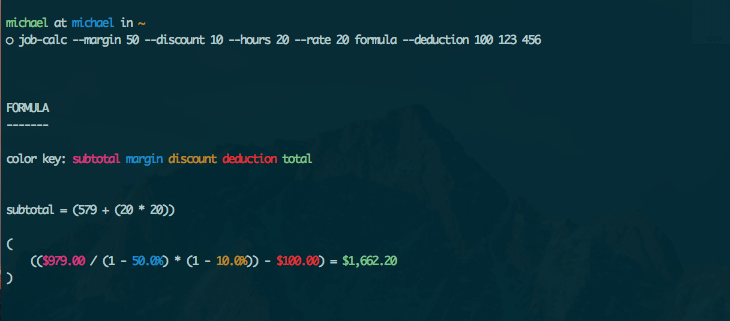 michael at michael in ~
○ job-calc --margin 50 --discount 10 --hours 20 --rate 20 formula --deduction 100 123 456
FORMULA
-------
color key: subtotal margin discount deduction total
subtotal = (579 + (20 * 20))
(
(($979.00 / (1 - 50.0%) * (1 - 10.0%)) - $100.00) = $1,662.20
)